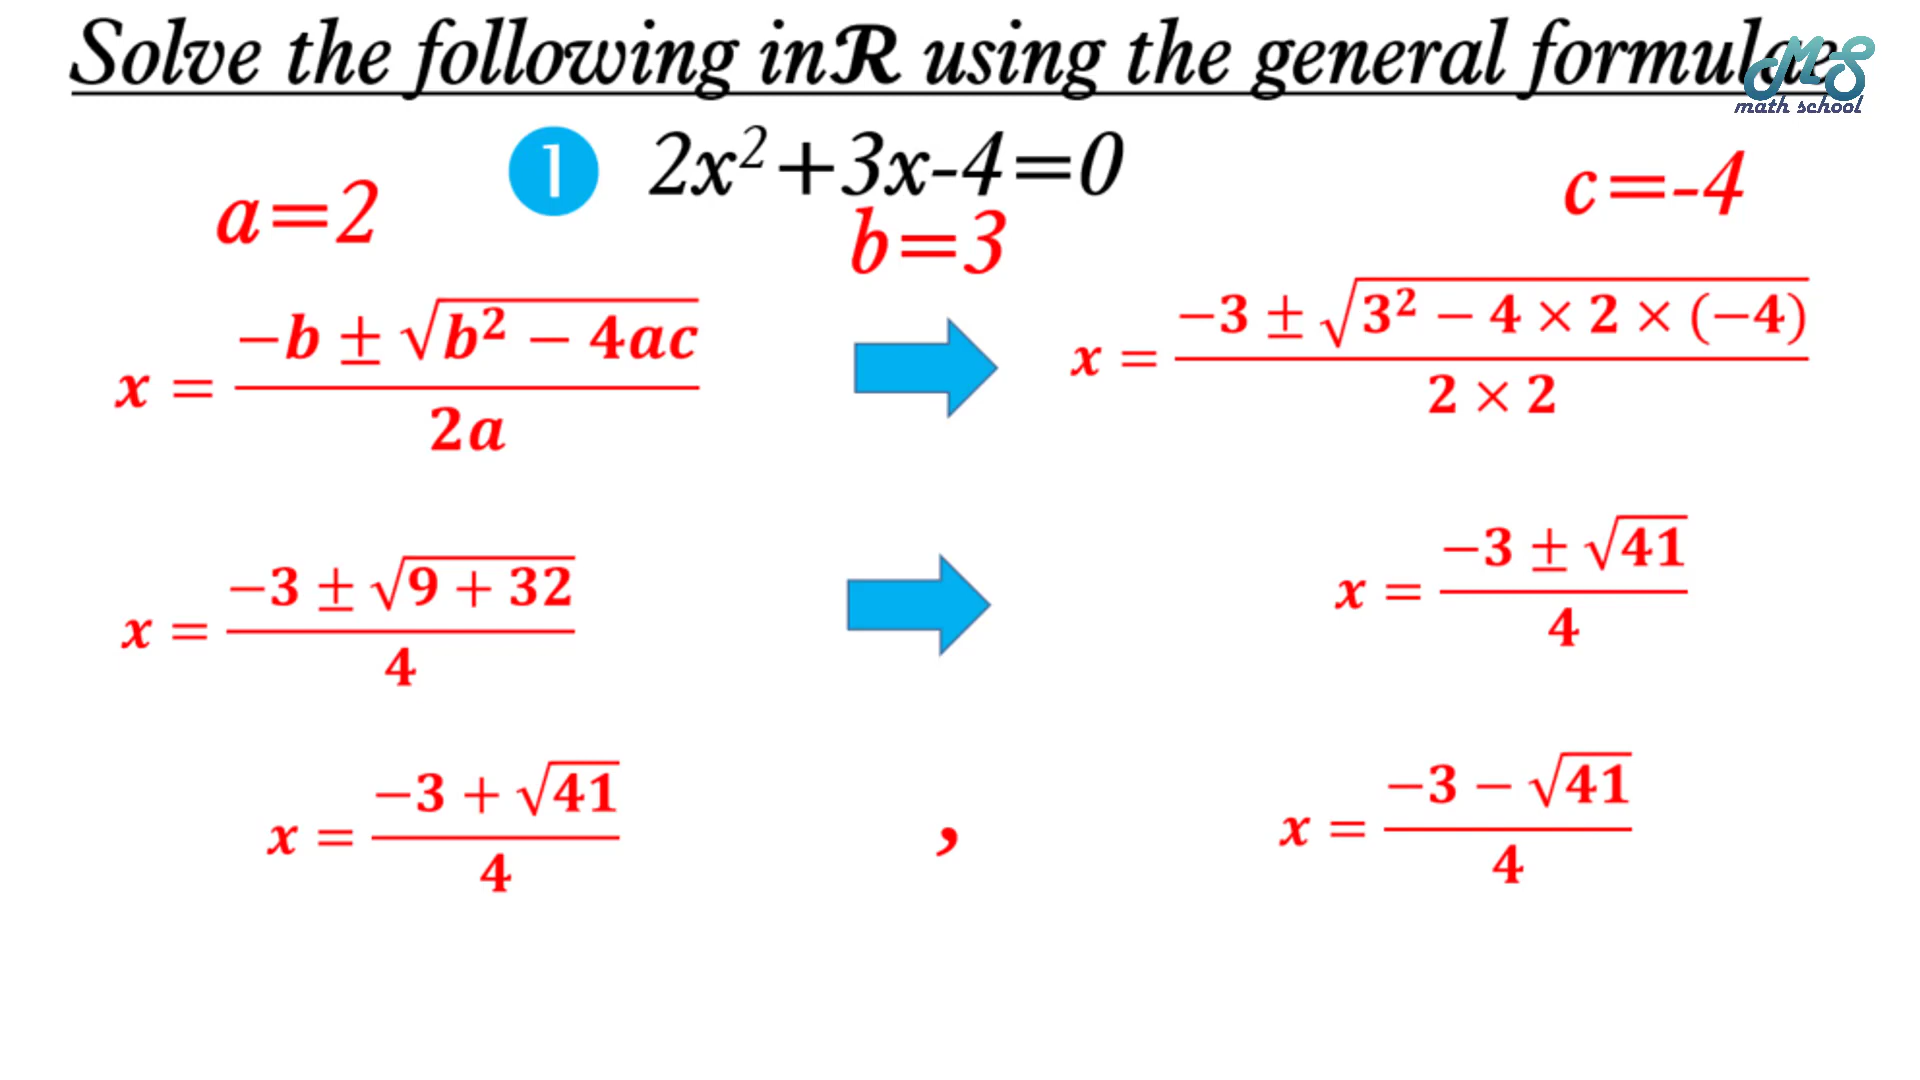 Solve the following in ℛ using the general formulae
MS
math school
1 2x²+3x-4=0
a=2
b=3
c=-4
x = (−b ± √(b² − 4ac)) / 2a
x = (−3 ± √(3² − 4 × 2 × (−4))) / (2 × 2)
x = (−3 ± √(9 + 32)) / 4
x = (−3 ± √41) / 4
x = (−3 + √41) / 4 , x = (−3 − √41) / 4